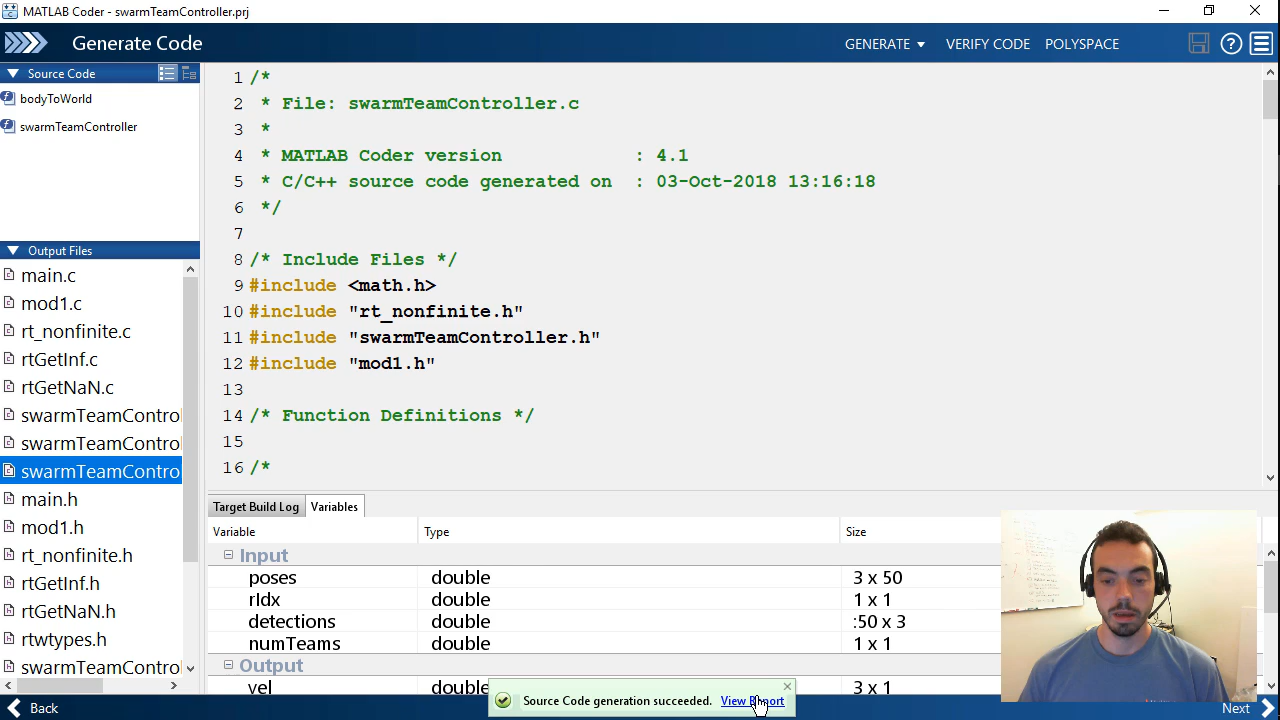 MATLAB Coder - swarmTeamController.prj
Generate Code
GENERATE
VERIFY CODE
POLYSPACE
Source Code
bodyToWorld
swarmTeamController
Output Files
main.c
mod1.c
rt_nonfinite.c
rtGetInf.c
rtGetNaN.c
swarmTeamContro
swarmTeamContro
swarmTeamContro
main.h
mod1.h
rt_nonfinite.h
rtGetInf.h
rtGetNaN.h
rtwtypes.h
swarmTeamContro
1 /*
2 * File: swarmTeamController.c
3 *
4 * MATLAB Coder version : 4.1
5 * C/C++ source code generated on : 03-Oct-2018 13:16:18
6 */
7
8 /* Include Files */
9 #include <math.h>
10 #include "rt_nonfinite.h"
11 #include "swarmTeamController.h"
12 #include "mod1.h"
13
14 /* Function Definitions */
15
16 /*
Target Build Log
Variables
Variable Type Size
Input
poses double 3 x 50
rIdx double 1 x 1
detections double :50 x 3
numTeams double 1 x 1
Output
vel double 3 x 1
Source Code generation succeeded. View Report
Back
Next